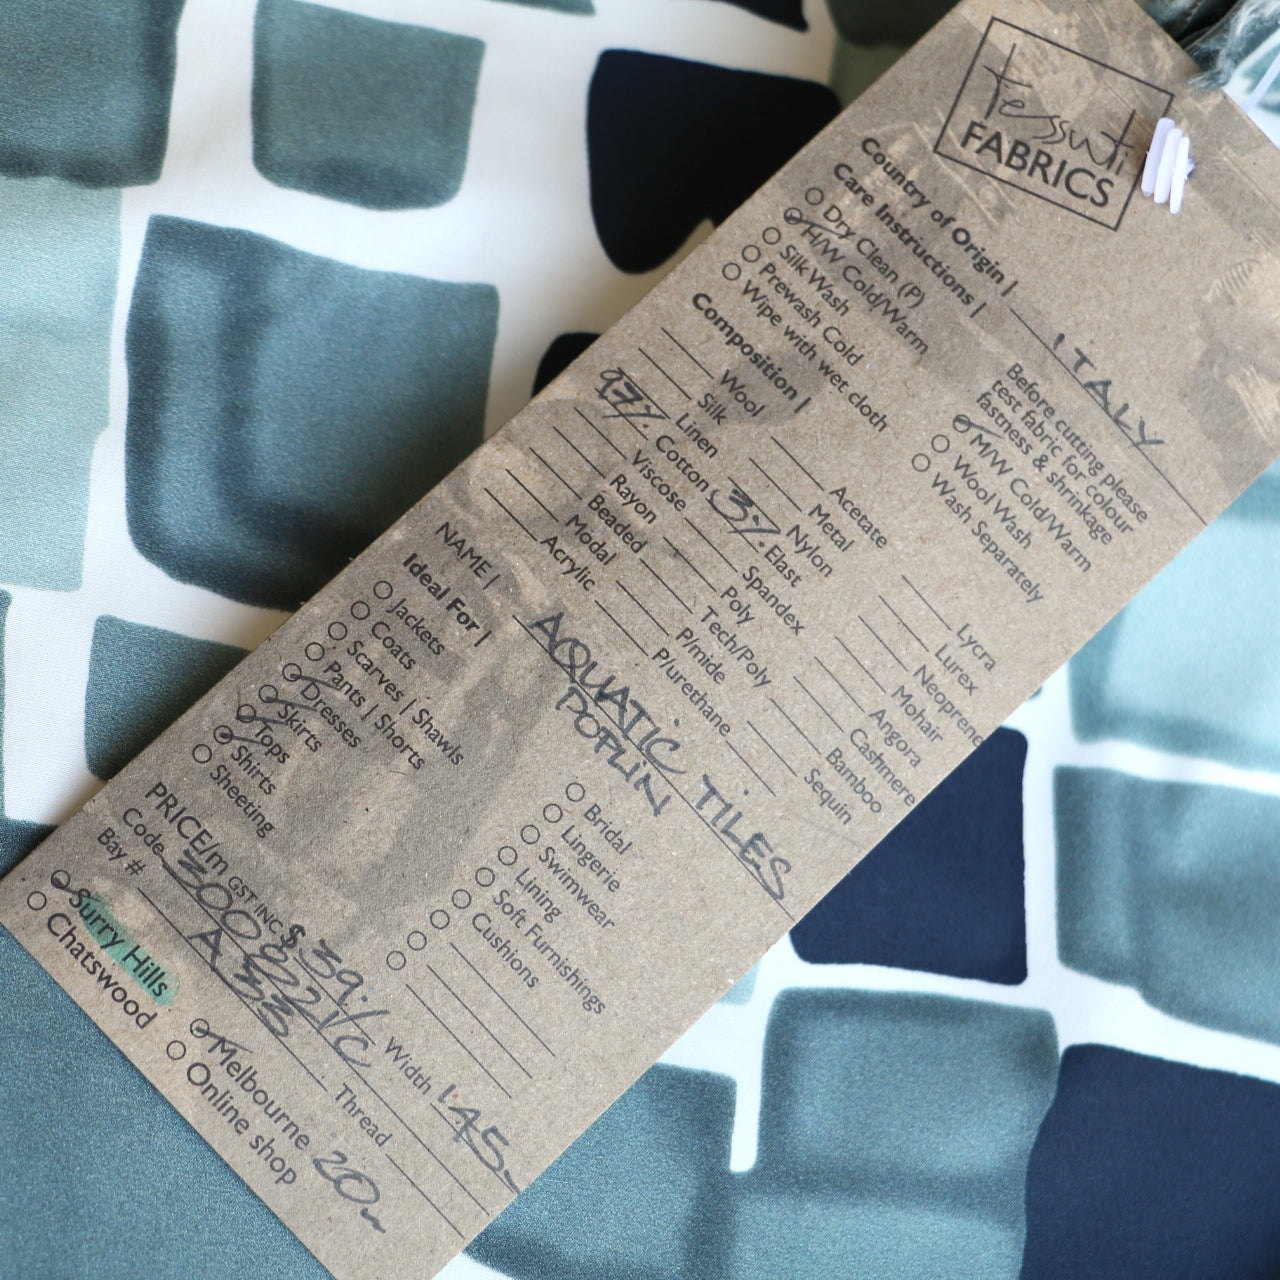 Tessuti
FABRICS
Country of Origin | ITALY
Care Instructions |
Dry Clean (P)
H/W Cold/Warm
Silk Wash
Prewash Cold
Wipe with wet cloth
Before cutting please
test fabric for colour
fastness & shrinkage
M/W Cold/Warm
Wool Wash
Wash Separately
Composition |
Wool
Silk
Linen
97% Cotton
Viscose
Rayon
Beaded
Modal
Acrylic
Acetate
Metal
Nylon
3% Elast
Spandex
Poly
Tech/Poly
P/mide
P/urethane
Lycra
Lurex
Neoprene
Mohair
Angora
Cashmere
Bamboo
Sequin
NAME | AQUATIC TILES
POPLIN
Ideal For |
Jackets
Coats
Scarves | Shawls
Pants | Shorts
Dresses
Skirts
Tops
Shirts
Sheeting
Bridal
Lingerie
Swimwear
Lining
Soft Furnishings
Cushions
PRICE/m GST INC $ 39. Width 1.45m
Code 3008021/C Thread
Bay # A33
Surry Hills
Chatswood
Melbourne 20m
Online shop